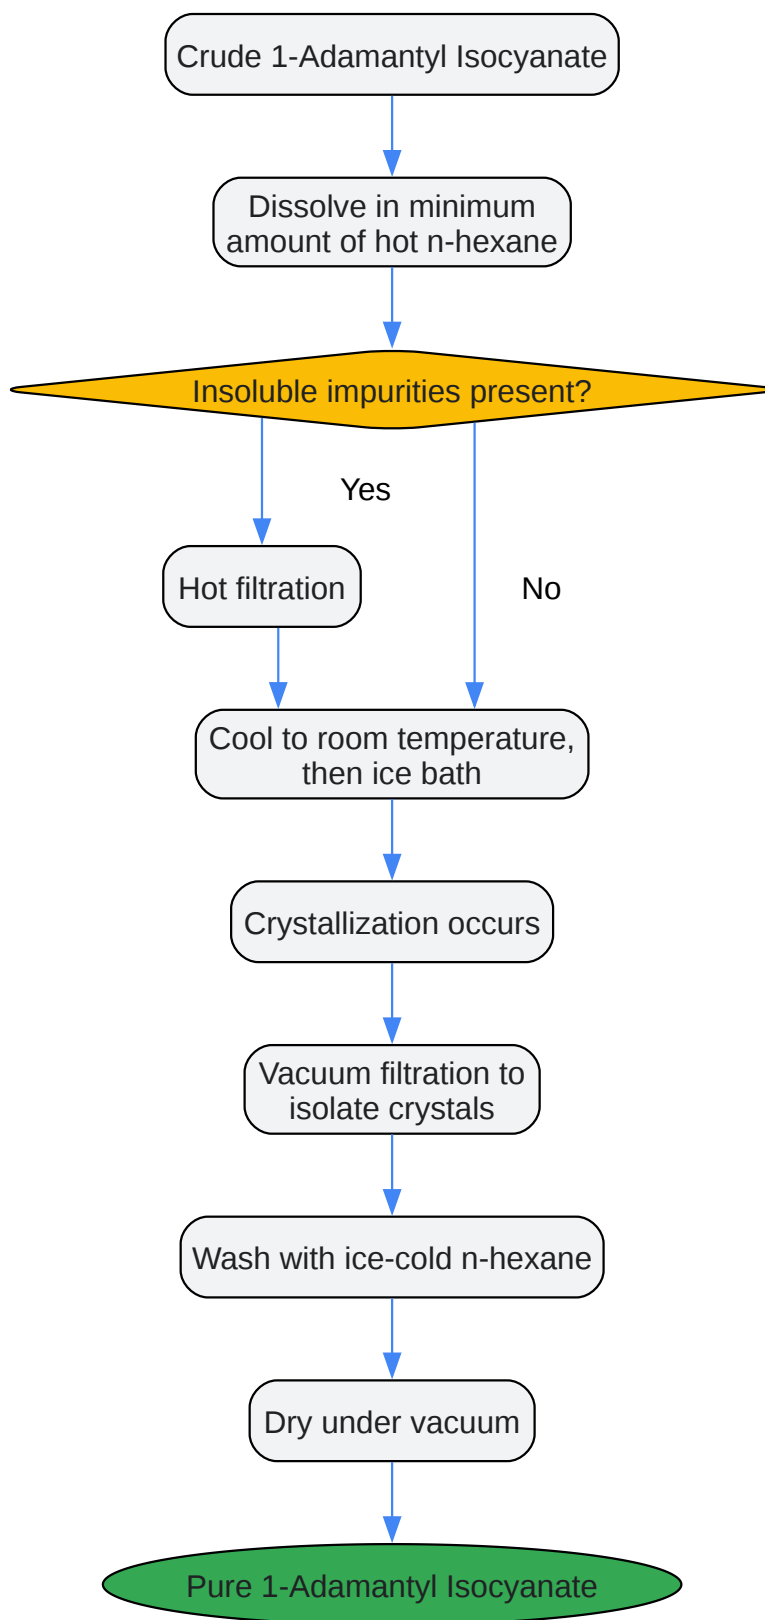 Crude 1-Adamantyl Isocyanate
Dissolve in minimum
amount of hot n-hexane
Insoluble impurities present?
Yes
Hot filtration
No
Cool to room temperature,
then ice bath
Crystallization occurs
Vacuum filtration to
isolate crystals
Wash with ice-cold n-hexane
Dry under vacuum
Pure 1-Adamantyl Isocyanate